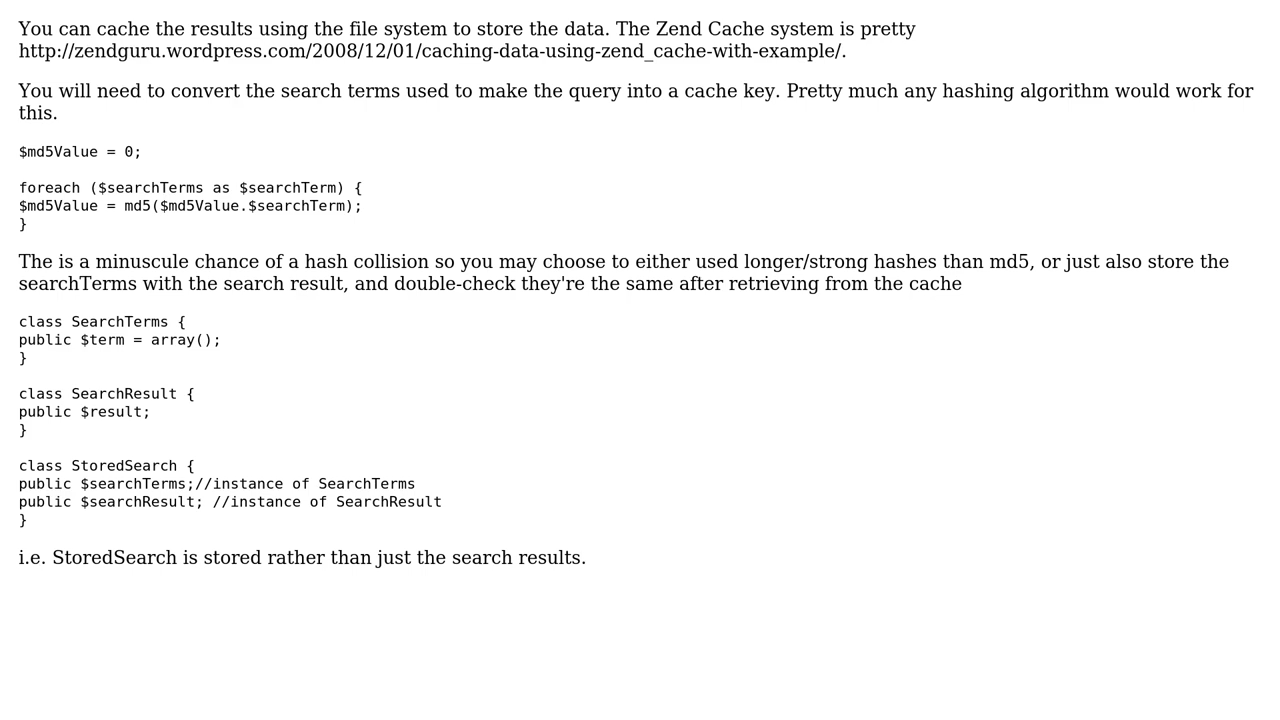 You can cache the results using the file system to store the data. The Zend Cache system is pretty
http://zendguru.wordpress.com/2008/12/01/caching-data-using-zend_cache-with-example/.
You will need to convert the search terms used to make the query into a cache key. Pretty much any hashing algorithm would work for
this.
$md5Value = 0;
foreach ($searchTerms as $searchTerm) {
$md5Value = md5($md5Value.$searchTerm);
}
The is a minuscule chance of a hash collision so you may choose to either used longer/strong hashes than md5, or just also store the
searchTerms with the search result, and double-check they're the same after retrieving from the cache
class SearchTerms {
public $term = array();
}
class SearchResult {
public $result;
}
class StoredSearch {
public $searchTerms;//instance of SearchTerms
public $searchResult; //instance of SearchResult
}
i.e. StoredSearch is stored rather than just the search results.